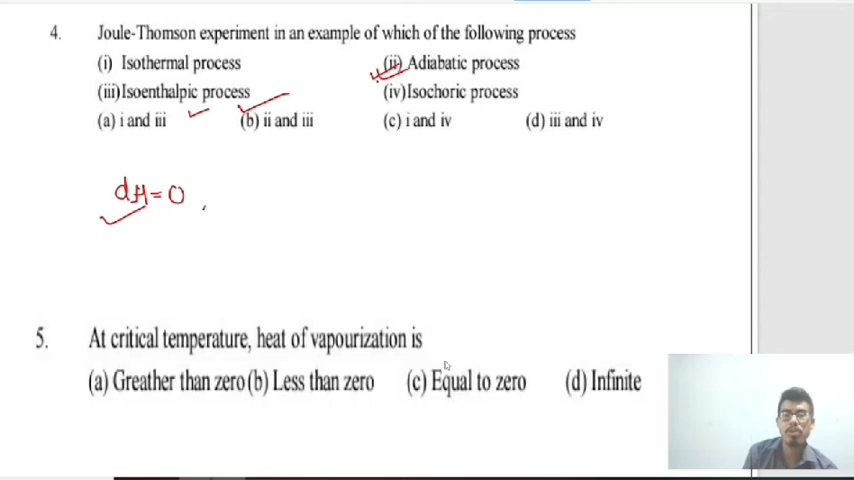 4. Joule-Thomson experiment in an example of which of the following process
(i) Isothermal process (ii) Adiabatic process
(iii)Isoenthalpic process (iv)Isochoric process
(a) i and iii (b) ii and iii (c) i and iv (d) iii and iv
dH=0
5. At critical temperature, heat of vapourization is
(a) Greather than zero(b) Less than zero (c) Equal to zero (d) Infinite